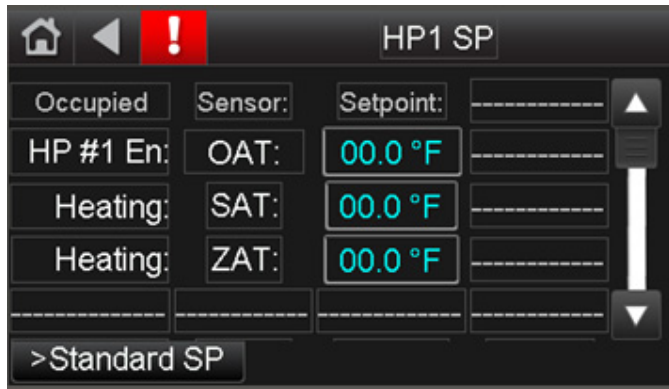 HP1 SP
Occupied Sensor: Setpoint: ------------
HP #1 En: OAT: 00.0 °F ------------
Heating: SAT: 00.0 °F ------------
Heating: ZAT: 00.0 °F ------------
------------ ------------ ------------ ------------
>Standard SP